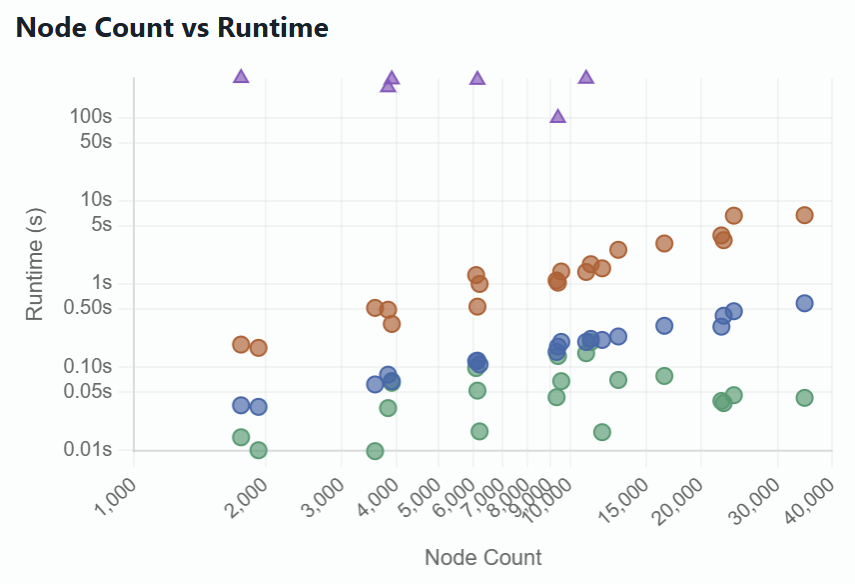 Node Count vs Runtime
100s
50s
10s
5s
1s
0.50s
0.10s
0.05s
0.01s
Runtime (s)
1,000
2,000
3,000
4,000
5,000
6,000
7,000
8,000
9,000
10,000
15,000
20,000
30,000
40,000
Node Count